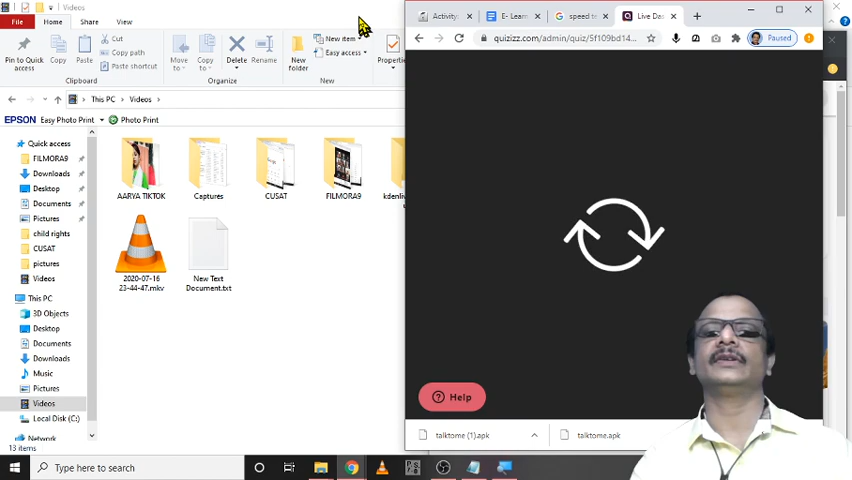 Videos
File
Home
Share
View
Pin to Quick access
Copy
Paste
Cut
Copy path
Paste shortcut
Clipboard
Move to
Copy to
Delete
Rename
Organize
New folder
New item
Easy access
New
Properties
This PC
Videos
EPSON
Easy Photo Print
Photo Print
Quick access
FILMORA9
Downloads
Desktop
Documents
Pictures
child rights
CUSAT
pictures
Videos
This PC
3D Objects
Desktop
Documents
Downloads
Music
Pictures
Videos
Local Disk (C:)
Network
13 items
AARYA TIKTOK
Captures
CUSAT
FILMORA9
2020-07-16
23-44-47.mkv
New Text
Document.txt
Activity:
E- Learn
speed te
Live Das
quizizz.com/admin/quiz/5f109bd14...
Paused
Help
talktome (1).apk
talktome.apk
Type here to search